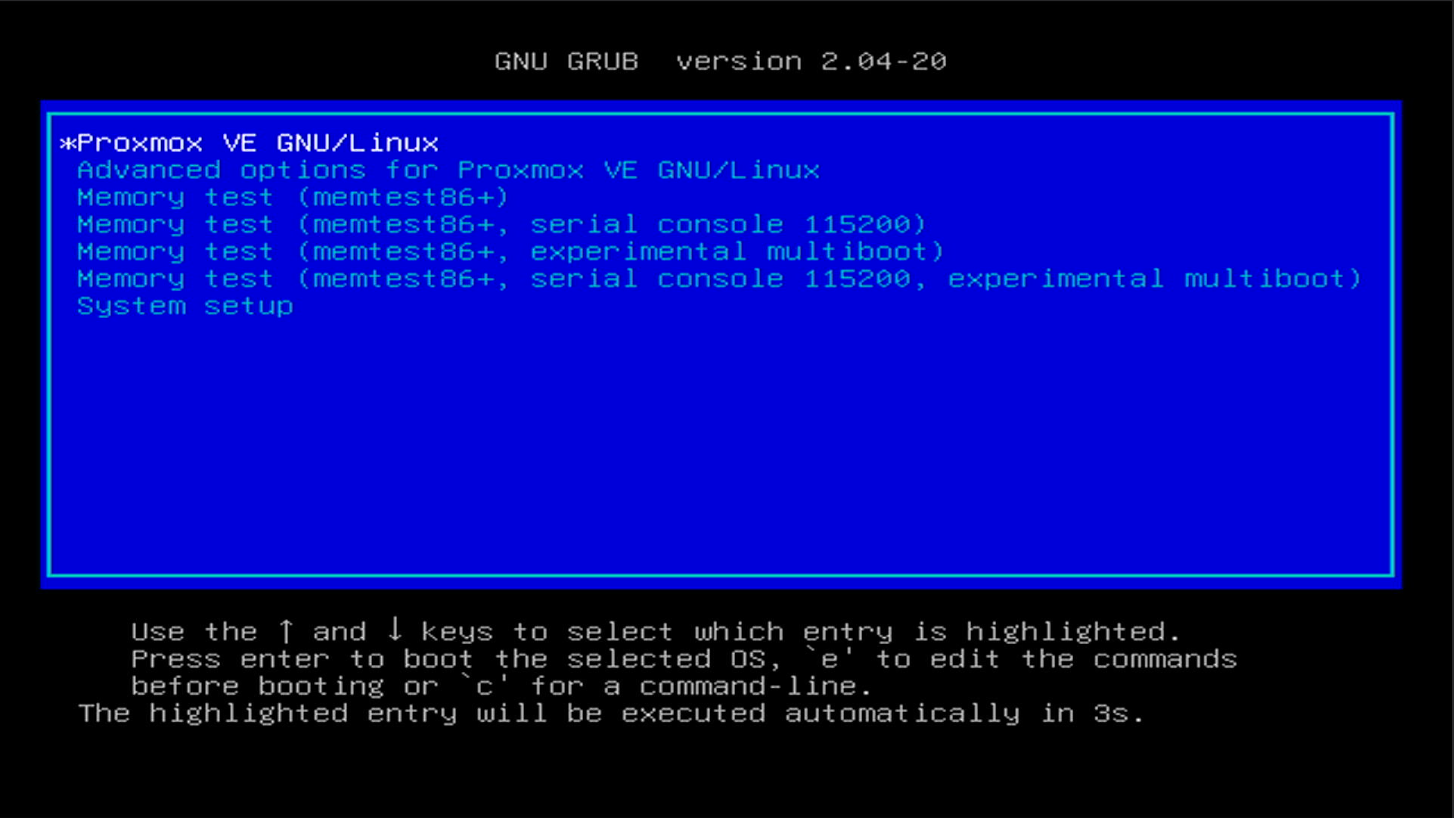 GNU GRUB  version 2.04-20
*Proxmox VE GNU/Linux
Advanced options for Proxmox VE GNU/Linux
Memory test (memtest86+)
Memory test (memtest86+, serial console 115200)
Memory test (memtest86+, experimental multiboot)
Memory test (memtest86+, serial console 115200, experimental multiboot)
System setup
Use the ↑ and ↓ keys to select which entry is highlighted.
Press enter to boot the selected OS, `e' to edit the commands
before booting or `c' for a command-line.
The highlighted entry will be executed automatically in 3s.